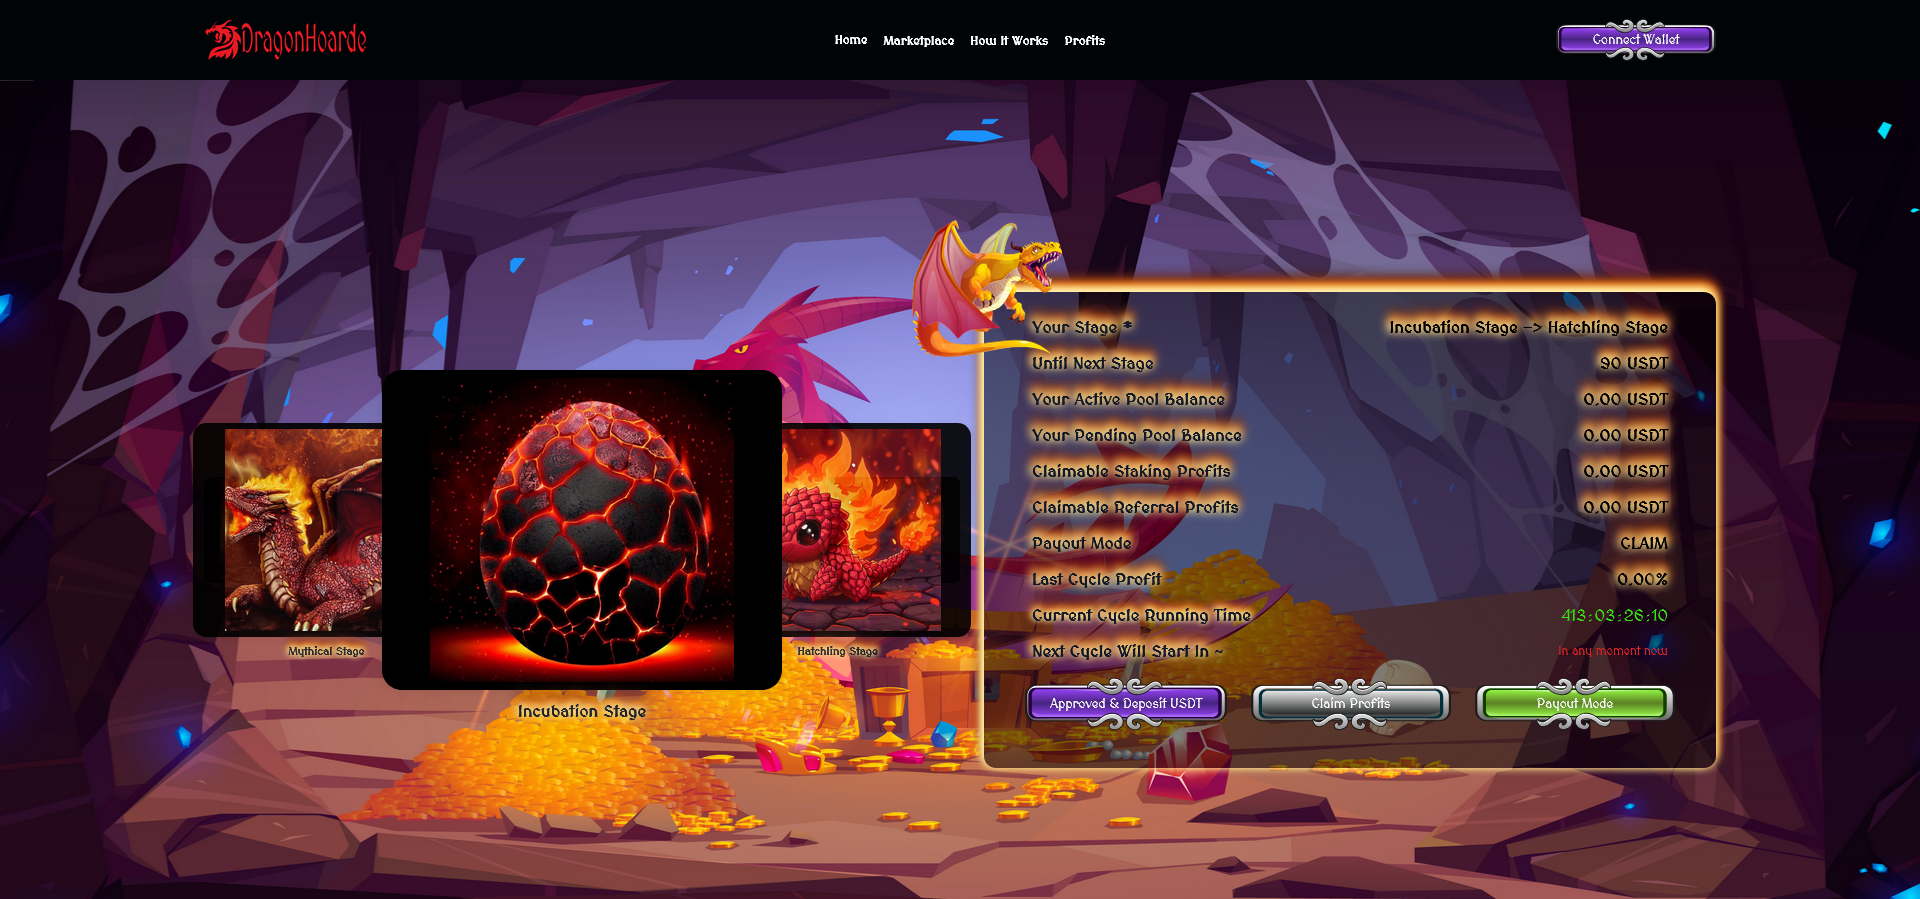 DragonHoarde
Home Marketplace How It Works Profits
Connect Wallet
Your Stage * Incubation Stage -> Hatchling Stage
Until Next Stage 90 USDT
Your Active Pool Balance 0.00 USDT
Your Pending Pool Balance 0.00 USDT
Claimable Staking Profits 0.00 USDT
Claimable Referral Profits 0.00 USDT
Payout Mode CLAIM
Last Cycle Profit 0.00%
Current Cycle Running Time 413:03:26:10
Next Cycle Will Start In ~ In any moment now
Approved & Deposit USDT Claim Profits Payout Mode
Mythical Stage
Hatchling Stage
Incubation Stage